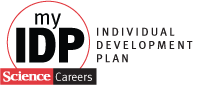 my
IDP
Science Careers
INDIVIDUAL
DEVELOPMENT
PLAN